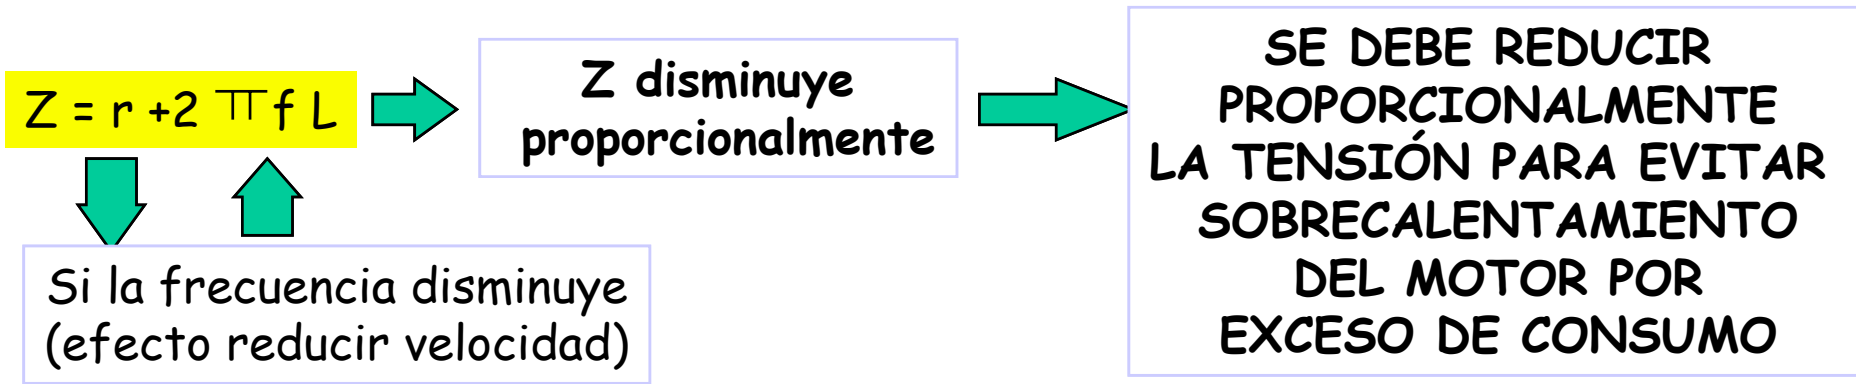 Z = r +2 π f L
Z disminuye
proporcionalmente
SE DEBE REDUCIR
PROPORCIONALMENTE
LA TENSIÓN PARA EVITAR
SOBRECALENTAMIENTO
DEL MOTOR POR
EXCESO DE CONSUMO
Si la frecuencia disminuye
(efecto reducir velocidad)